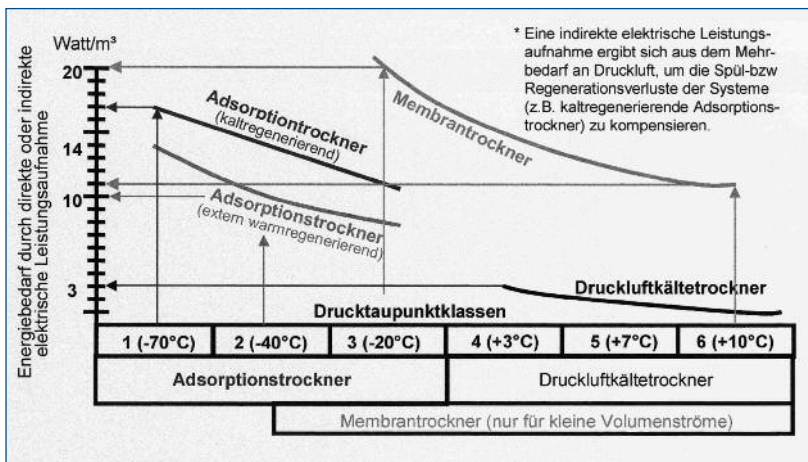 Watt/m³
20
14
10
3
Energiebedarf durch direkte oder indirekte
elektrische Leistungsaufnahme
* Eine indirekte elektrische Leistungs-
aufnahme ergibt sich aus dem Mehr-
bedarf an Druckluft, um die Spül-bzw
Regenerationsverluste der Systeme
(z.B. kaltregenerierende Adsorptions-
trockner) zu kompensieren.
Adsorptiontrockner
(kaltregenerierend)
Membrantrockner
Adsorptionstrockner
(extern warmregenerierend)
Druckluftkältetrockner
Drucktaupunktklassen
1 (-70°C) 2 (-40°C) 3 (-20°C) 4 (+3°C) 5 (+7°C) 6 (+10°C)
Adsorptionstrockner Druckluftkältetrockner
Membrantrockner (nur für kleine Volumenströme)